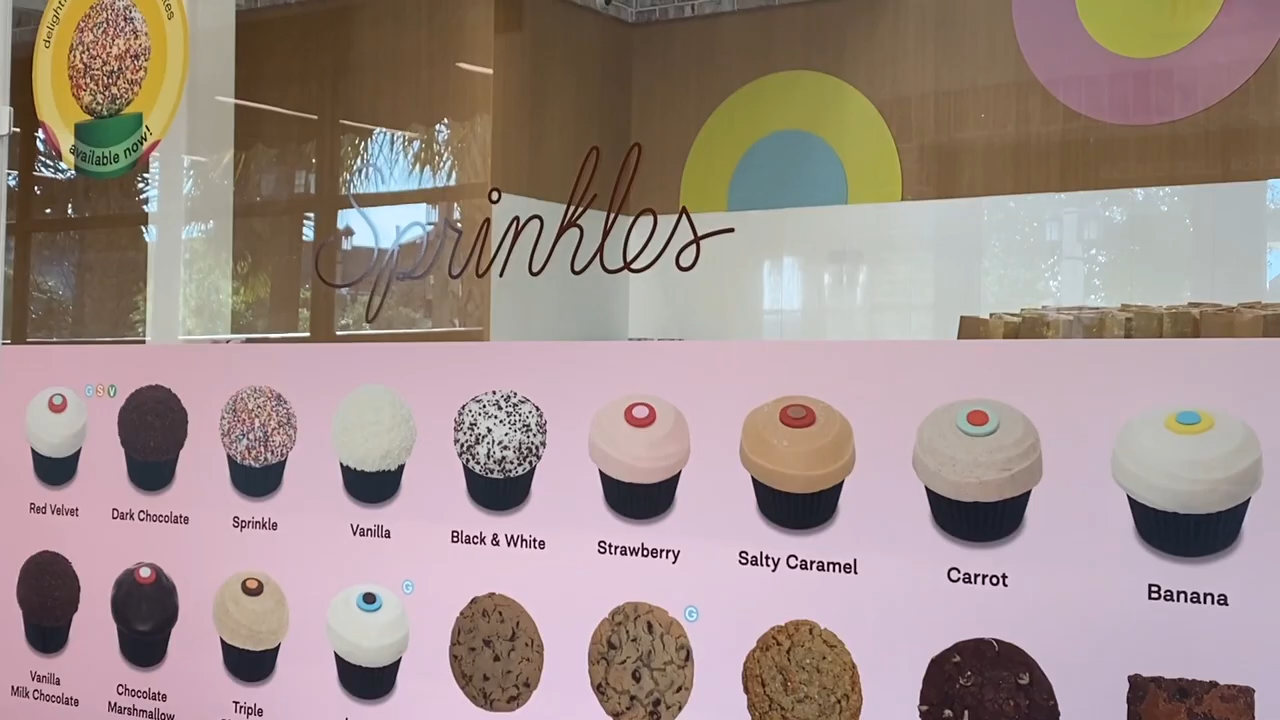 available now!
Sprinkles
G S V
Red Velvet
Dark Chocolate
Sprinkle
Vanilla
Black & White
Strawberry
Salty Caramel
Carrot
Banana
G
G
Vanilla
Milk Chocolate
Chocolate
Marshmallow
Triple